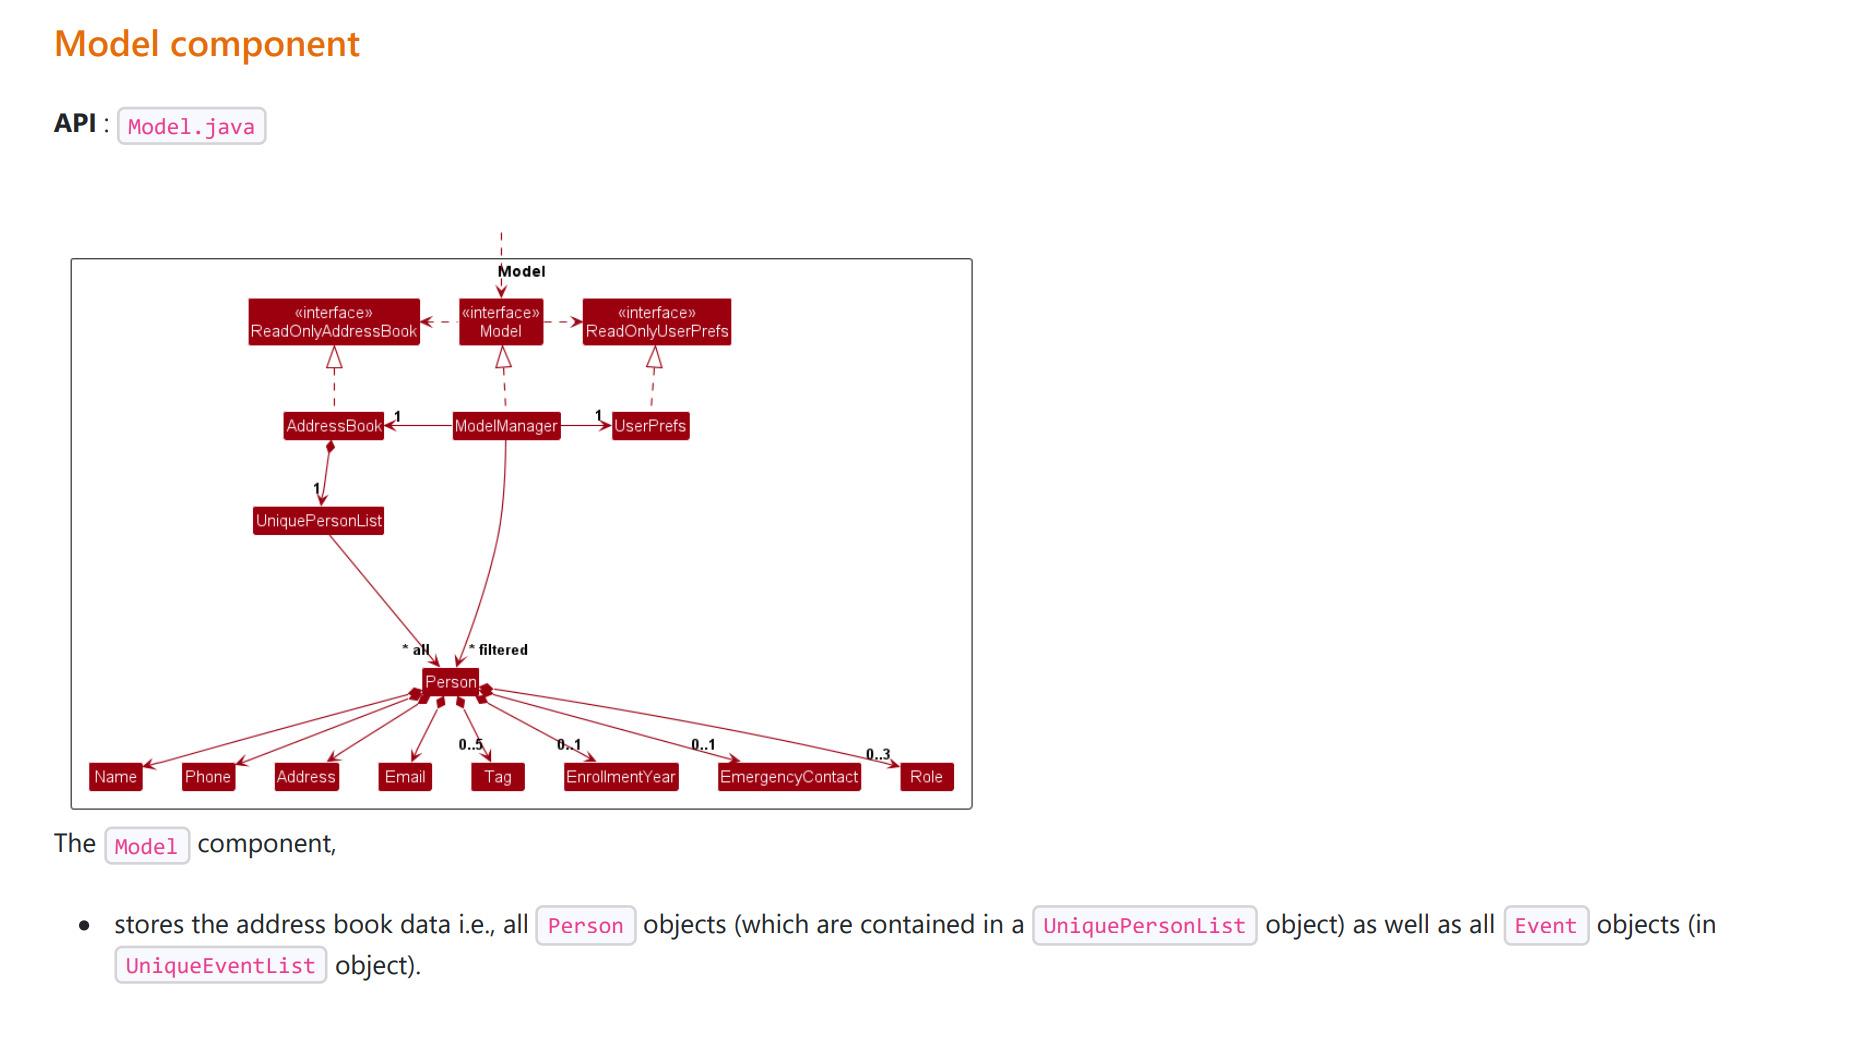 Model component
API : Model.java
Model
«interface»
ReadOnlyAddressBook
«interface»
Model
«interface»
ReadOnlyUserPrefs
AddressBook
1
ModelManager
1
UserPrefs
1
UniquePersonList
* all
* filtered
Person
0..5
0..1
0..1
0..3
Name
Phone
Address
Email
Tag
EnrollmentYear
EmergencyContact
Role
The Model component,
stores the address book data i.e., all Person objects (which are contained in a UniquePersonList object) as well as all Event objects (in
UniqueEventList object).